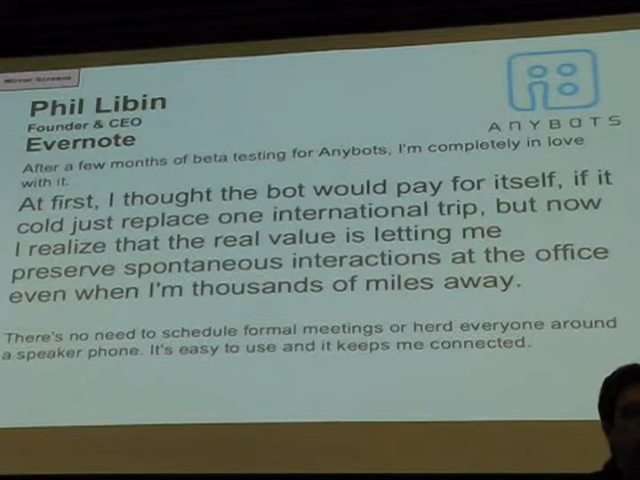 Mirror Screens
Phil Libin
Founder & CEO
Evernote
ANYBOTS
After a few months of beta testing for Anybots, I'm completely in love
with it.
At first, I thought the bot would pay for itself, if it
cold just replace one international trip, but now
I realize that the real value is letting me
preserve spontaneous interactions at the office
even when I'm thousands of miles away.
There's no need to schedule formal meetings or herd everyone around
a speaker phone. It's easy to use and it keeps me connected.